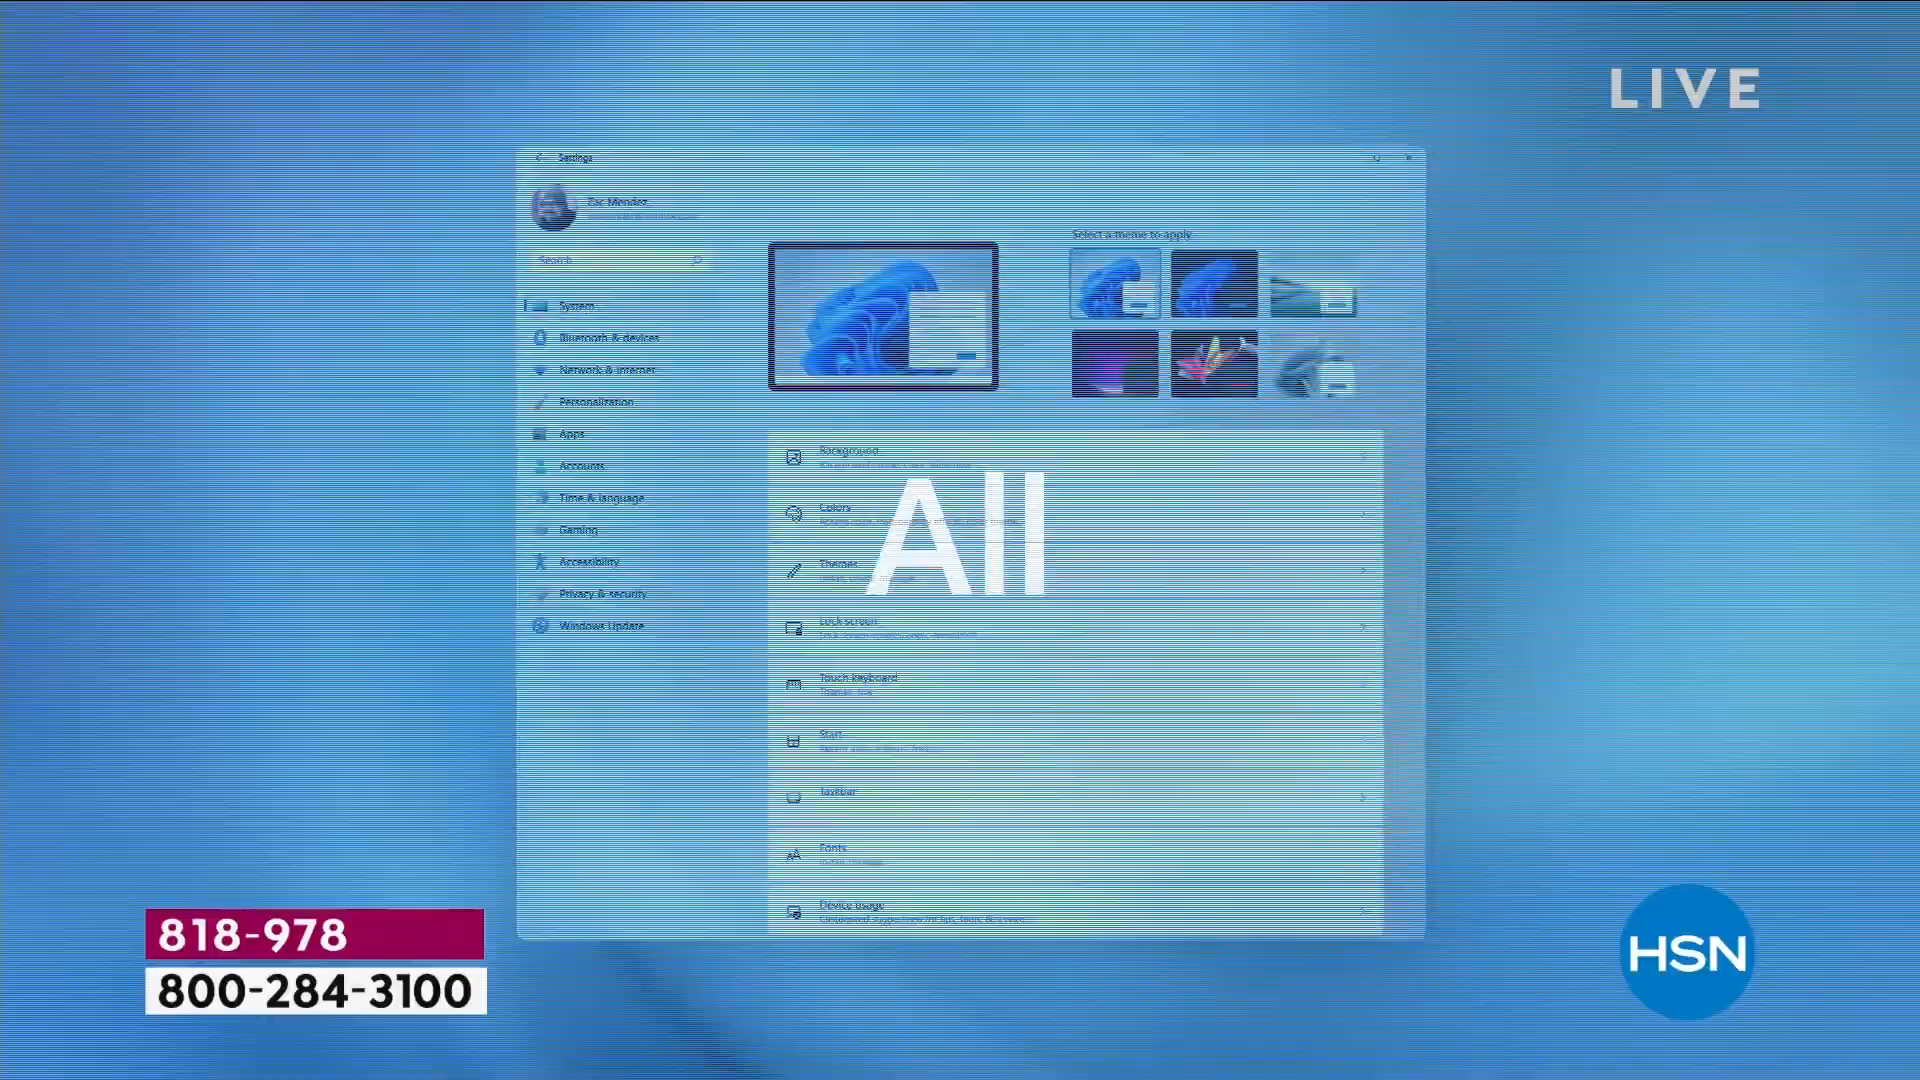 LIVE
Settings
Zac Mendez
Search
Select a theme to apply
System
Bluetooth & devices
Network & internet
Personalization
Apps
Accounts
Time & language
Gaming
Accessibility
Privacy & security
Windows Update
Background
Colors
Themes
Lock screen
Touch keyboard
Start
Taskbar
Fonts
Device usage
All
818-978
800-284-3100
HSN